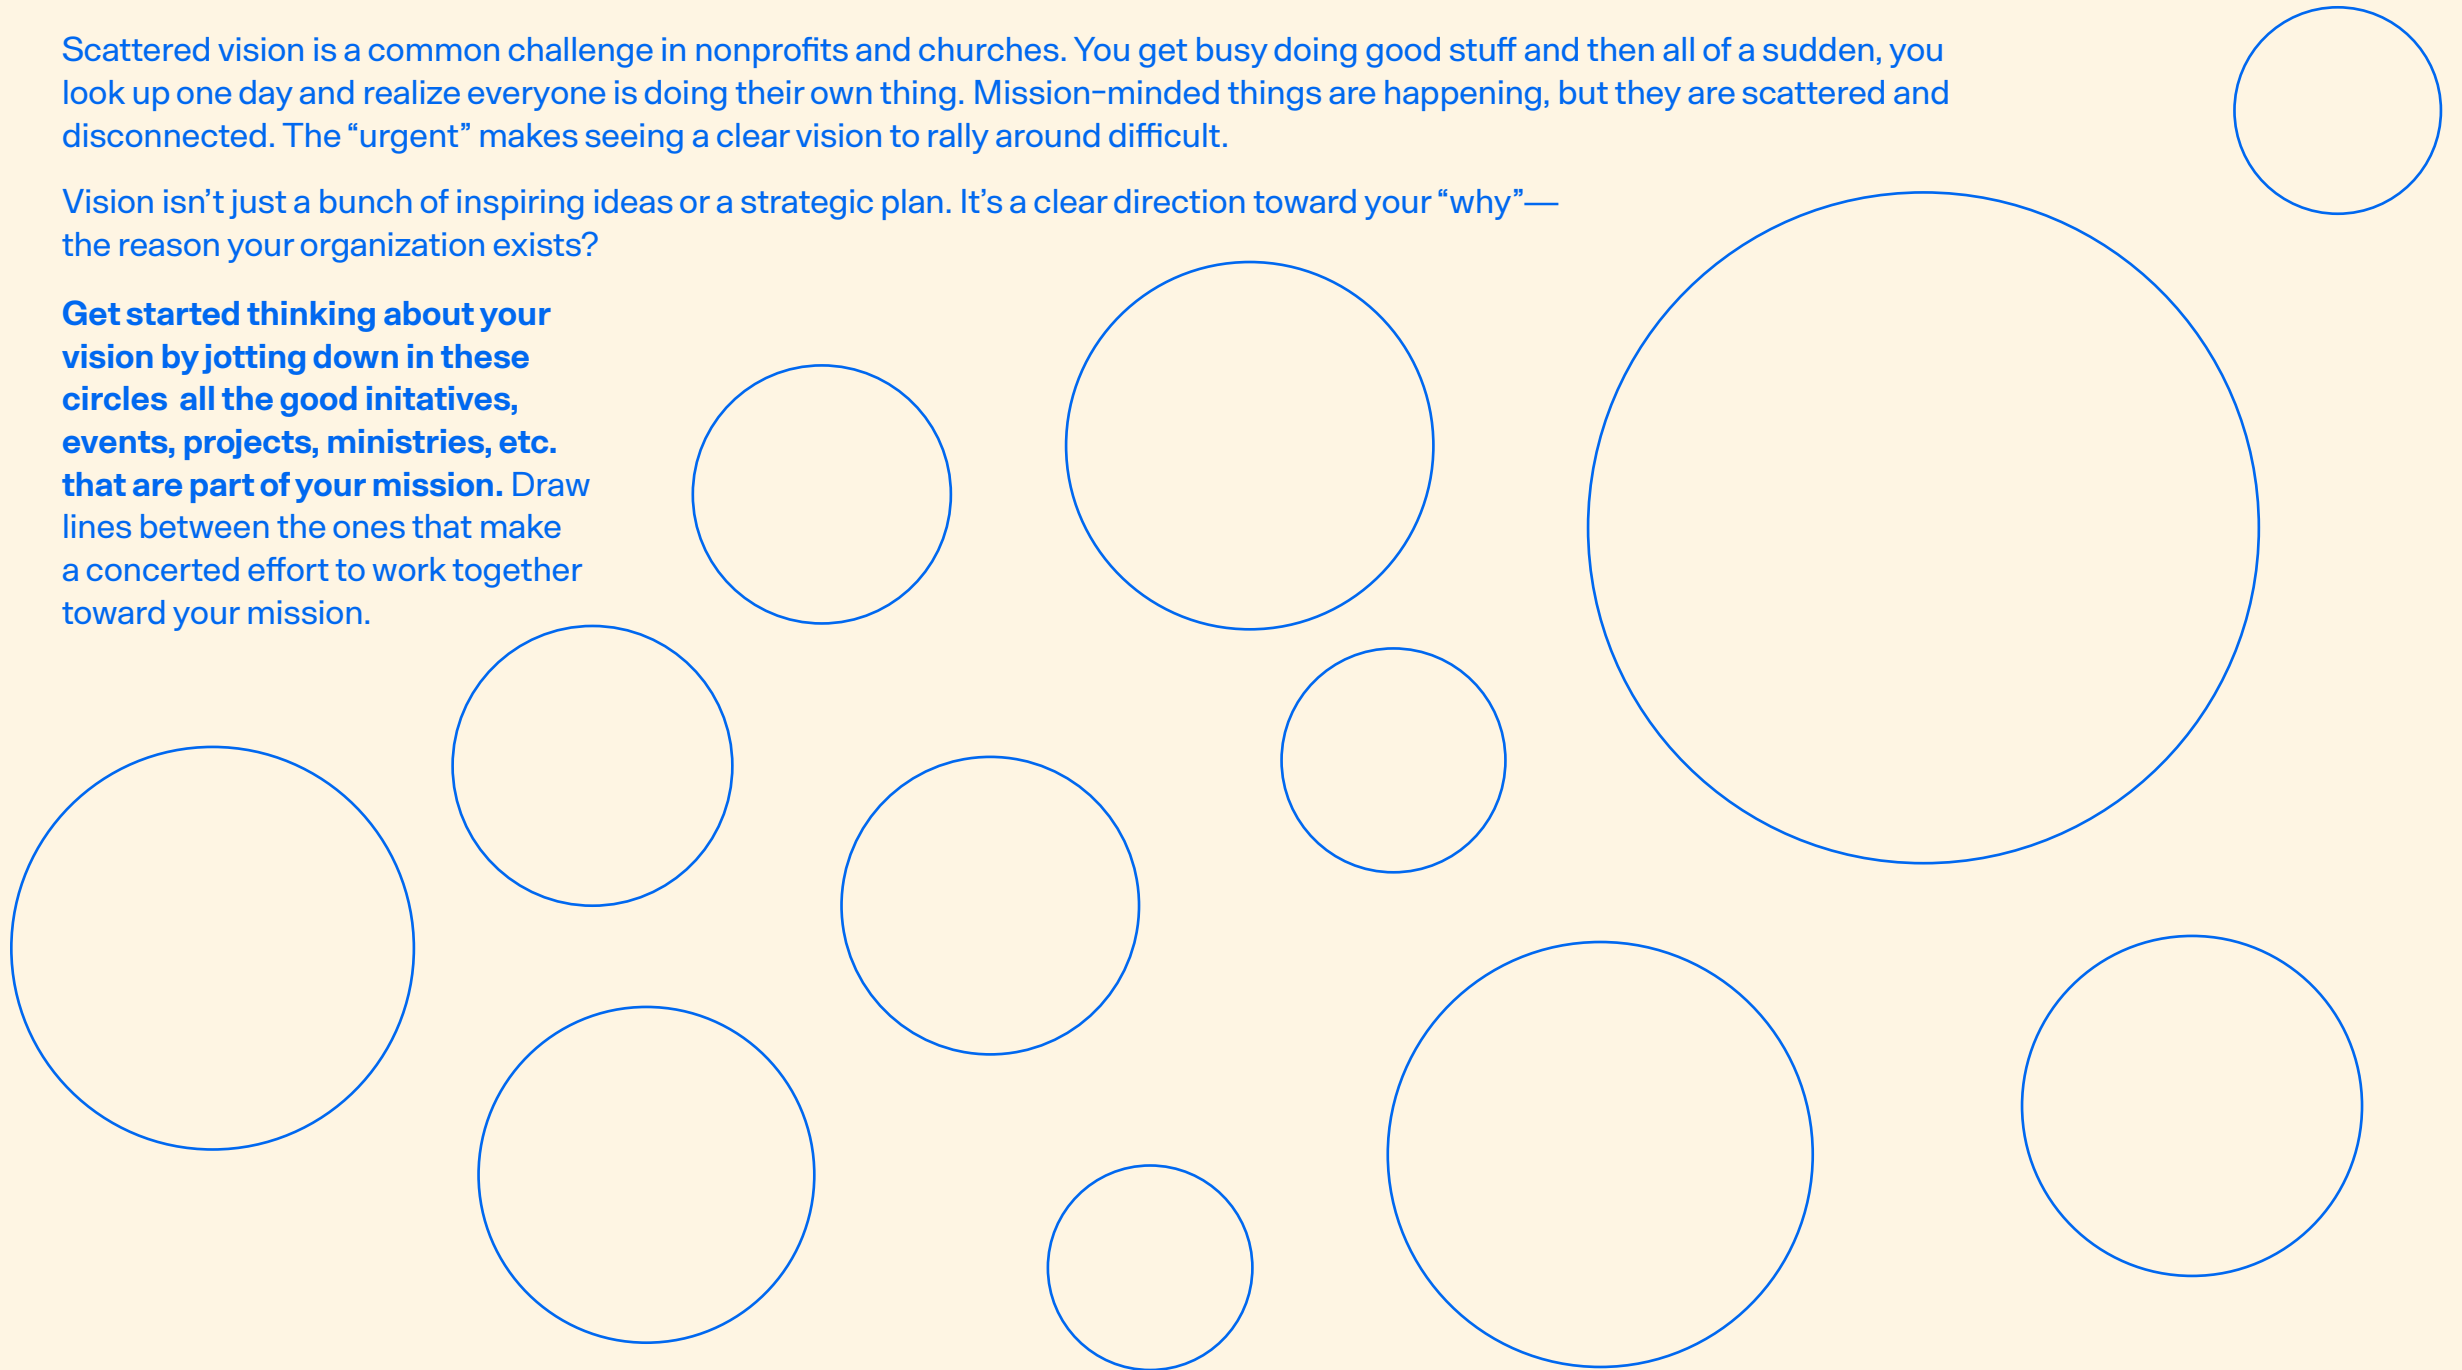 Scattered vision is a common challenge in nonprofits and churches. You get busy doing good stuff and then all of a sudden, you
look up one day and realize everyone is doing their own thing. Mission-minded things are happening, but they are scattered and
disconnected. The “urgent” makes seeing a clear vision to rally around difficult.
Vision isn’t just a bunch of inspiring ideas or a strategic plan. It’s a clear direction toward your “why”—
the reason your organization exists?
Get started thinking about your
vision by jotting down in these
circles  all the good initatives,
events, projects, ministries, etc.
that are part of your mission. Draw
lines between the ones that make
a concerted effort to work together
toward your mission.